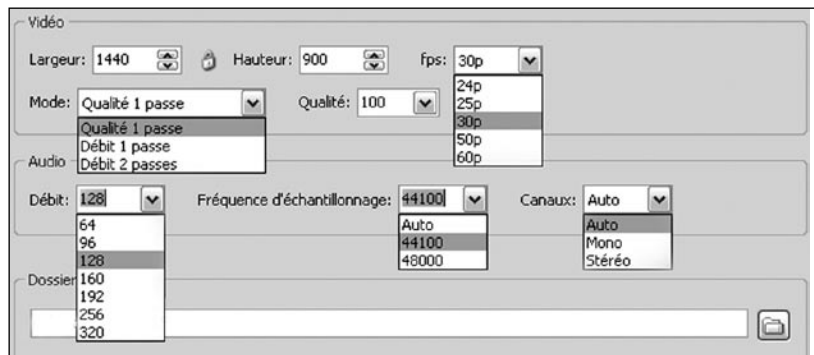 Vidéo
Largeur: 1440 Hauteur: 900 fps: 30p
24p
25p
30p
50p
60p
Mode: Qualité 1 passe Qualité: 100
Qualité 1 passe
Débit 1 passe
Débit 2 passes
Audio
Débit: 128 Fréquence d'échantillonnage: 44100 Canaux: Auto
64
96
128
160
192
256
320
Auto
44100
48000
Auto
Mono
Stéréo
Dossier